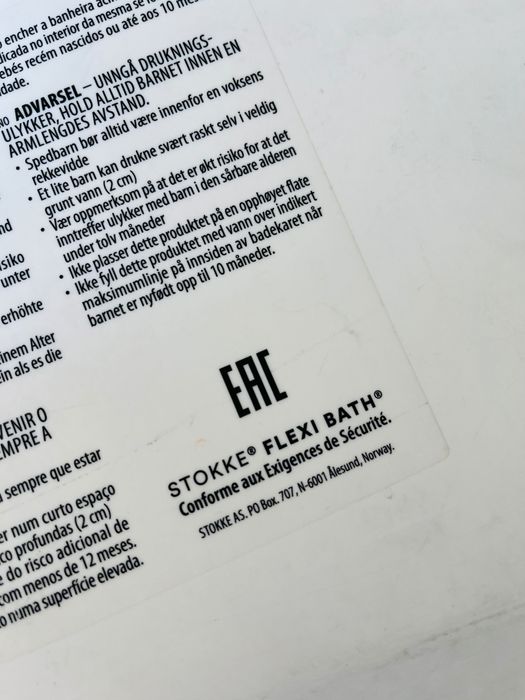 encher a banheira
dicada no interior da mesma se
bebés recém nascidos ou até aos 10
idade.
NO ADVARSEL – UNNGÅ DRUKNINGS-
ULYKKER, HOLD ALLTID BARNET INNEN EN
ARMLENGDES AVSTAND.
• Spedbarn bør alltid være innenfor en voksens
rekkevidde
• Et lite barn kan drukne svært raskt selv i veldig
grunt vann (2 cm)
• Vær oppmerksom på at det er økt risiko for at det
inntreffer ulykker med barn i den sårbare alderen
under tolv måneder
• Ikke plasser dette produktet på en opphøyet flate
• Ikke fyll dette produktet med vann over indikert
maksimumlinje på innsiden av badekaret når
barnet er nyfødt opp til 10 måneder.
nd
isiko
unter
erhöhte
einem Alter
ein als es die
VENIR O
EMPRE A
sempre que estar
er num curto espaço
co profundas (2 cm)
e do risco adicional de
com menos de 12 meses.
o numa superfície elevada.
EAC
STOKKE® FLEXI BATH®
Conforme aux Exigences de Sécurité.
STOKKE AS. PO Box. 707, N-6001 Ålesund, Norway.